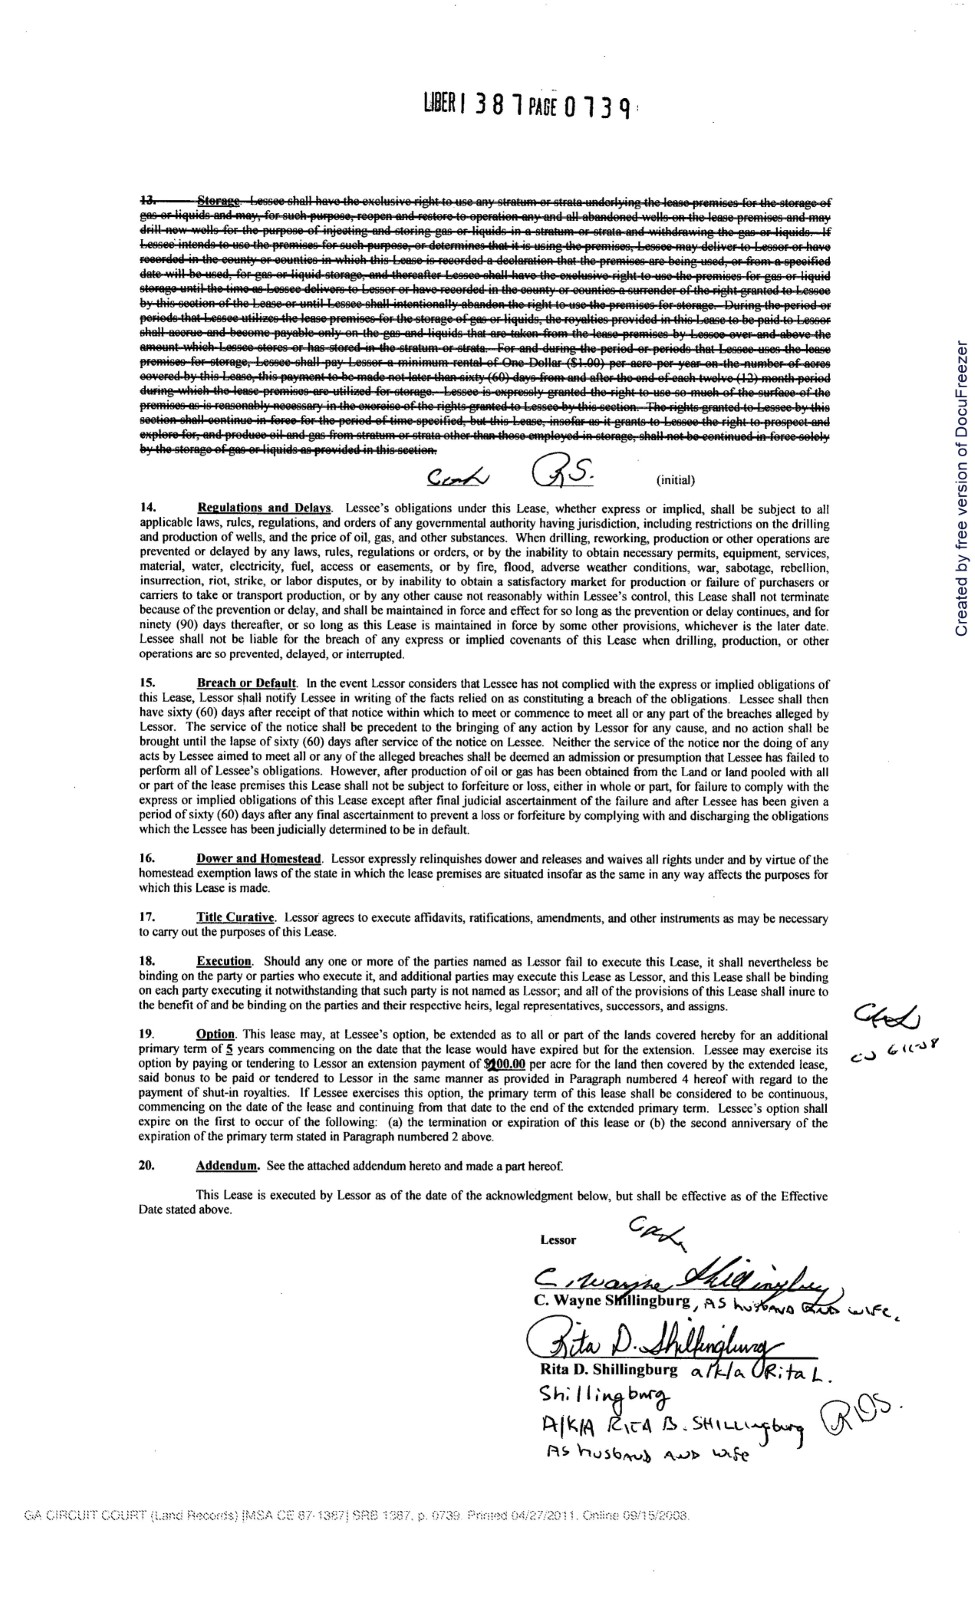 LIBER 1387 PAGE 0739
13. Storage. Lessee shall have the exclusive right to use any stratum or strata underlying the lease premises for the storage of
gas or liquids and may, for such purpose, reopen and restore to operation any and all abandoned wells on the lease premises and may
drill new wells for the purpose of injecting and storing gas or liquids in a stratum or strata and withdrawing the gas or liquids. If
Lessee intends to use the premises for such purpose, or determines that it is using the premises, Lessee may deliver to Lessor or have
recorded in the county or counties in which this Lease is recorded a declaration that the premises are being used, or from a specified
date will be used, for gas or liquid storage, and thereafter Lessee shall have the exclusive right to use the premises for gas or liquid
storage until the time as Lessee delivers to Lessor or have recorded in the county or counties a surrender of the right granted to Lessee
by this section of the Lease or until Lessee shall intentionally abandon the right to use the premises for storage. During the period or
periods that Lessee utilizes the lease premises for the storage of gas or liquids, the royalties provided in this Lease to be paid to Lessor
shall accrue and become payable only on the gas and liquids that are taken from the lease premises by Lessee over and above the
amount which Lessee stores or has stored in the stratum or strata. For and during the period or periods that Lessee uses the lease
premises for storage, Lessee shall pay Lessor a minimum rental of One Dollar ($1.00) per acre per year on the number of acres
covered by this Lease, this payment to be made not later than sixty (60) days from and after the end of each twelve (12) month period
during which the lease premises are utilized for storage. Lessee is expressly granted the right to use so much of the surface of the
premises as is reasonably necessary in the exercise of the rights granted to Lessee by this section. The rights granted to Lessee by this
section shall continue in force for the period of time specified, but this Lease, insofar as it grants to Lessee the right to prospect and
explore for, and produce oil and gas from stratum or strata other than those employed in storage, shall not be continued in force solely
by the storage of gas or liquids as provided in this section.
RS. (initial)
14. Regulations and Delays. Lessee's obligations under this Lease, whether express or implied, shall be subject to all
applicable laws, rules, regulations, and orders of any governmental authority having jurisdiction, including restrictions on the drilling
and production of wells, and the price of oil, gas, and other substances. When drilling, reworking, production or other operations are
prevented or delayed by any laws, rules, regulations or orders, or by the inability to obtain necessary permits, equipment, services,
material, water, electricity, fuel, access or easements, or by fire, flood, adverse weather conditions, war, sabotage, rebellion,
insurrection, riot, strike, or labor disputes, or by inability to obtain a satisfactory market for production or failure of purchasers or
carriers to take or transport production, or by any other cause not reasonably within Lessee's control, this Lease shall not terminate
because of the prevention or delay, and shall be maintained in force and effect for so long as the prevention or delay continues, and for
ninety (90) days thereafter, or so long as this Lease is maintained in force by some other provisions, whichever is the later date.
Lessee shall not be liable for the breach of any express or implied covenants of this Lease when drilling, production, or other
operations are so prevented, delayed, or interrupted.
15. Breach or Default. In the event Lessor considers that Lessee has not complied with the express or implied obligations of
this Lease, Lessor shall notify Lessee in writing of the facts relied on as constituting a breach of the obligations. Lessee shall then
have sixty (60) days after receipt of that notice within which to meet or commence to meet all or any part of the breaches alleged by
Lessor. The service of the notice shall be precedent to the bringing of any action by Lessor for any cause, and no action shall be
brought until the lapse of sixty (60) days after service of the notice on Lessee. Neither the service of the notice nor the doing of any
acts by Lessee aimed to meet all or any of the alleged breaches shall be deemed an admission or presumption that Lessee has failed to
perform all of Lessee's obligations. However, after production of oil or gas has been obtained from the Land or land pooled with all
or part of the lease premises this Lease shall not be subject to forfeiture or loss, either in whole or part, for failure to comply with the
express or implied obligations of this Lease except after final judicial ascertainment of the failure and after Lessee has been given a
period of sixty (60) days after any final ascertainment to prevent a loss or forfeiture by complying with and discharging the obligations
which the Lessee has been judicially determined to be in default.
16. Dower and Homestead. Lessor expressly relinquishes dower and releases and waives all rights under and by virtue of the
homestead exemption laws of the state in which the lease premises are situated insofar as the same in any way affects the purposes for
which this Lease is made.
17. Title Curative. Lessor agrees to execute affidavits, ratifications, amendments, and other instruments as may be necessary
to carry out the purposes of this Lease.
18. Execution. Should any one or more of the parties named as Lessor fail to execute this Lease, it shall nevertheless be
binding on the party or parties who execute it, and additional parties may execute this Lease as Lessor, and this Lease shall be binding
on each party executing it notwithstanding that such party is not named as Lessor; and all of the provisions of this Lease shall inure to
the benefit of and be binding on the parties and their respective heirs, legal representatives, successors, and assigns.
19. Option. This lease may, at Lessee's option, be extended as to all or part of the lands covered hereby for an additional
primary term of 5 years commencing on the date that the lease would have expired but for the extension. Lessee may exercise its
option by paying or tendering to Lessor an extension payment of per acre for the land then covered by the extended lease,
said bonus to be paid or tendered to Lessor in the same manner as provided in Paragraph numbered 4 hereof with regard to the
payment of shut-in royalties. If Lessee exercises this option, the primary term of this lease shall be considered to be continuous,
commencing on the date of the lease and continuing from that date to the end of the extended primary term. Lessee's option shall
expire on the first to occur of the following: (a) the termination or expiration of this lease or (b) the second anniversary of the
expiration of the primary term stated in Paragraph numbered 2 above.
20. Addendum. See the attached addendum hereto and made a part hereof.
This Lease is executed by Lessor as of the date of the acknowledgment below, but shall be effective as of the Effective
Date stated above.
Lessor
C. Wayne Shillingburg
C. Wayne Shillingburg, AS husband AND wife.
Rita D. Shillingburg
Rita D. Shillingburg a/k/a Rita L.
Shillingburg
A/K/A RITA B. SHILLingburg RDS.
AS husband AND wife
GA CIRCUIT COURT (Land Records) [MSA CE 87-1387] SRB 1387, p. 0739. Printed 04/27/2011. Online 09/15/2008.
Created by free version of DocuFreezer